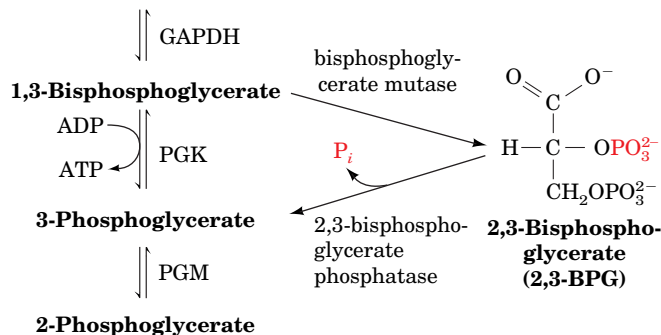 GAPDH
1,3-Bisphosphoglycerate
bisphosphogly-
cerate mutase
ADP
ATP
PGK
P𝑖
O
O⁻
C
H—C—OPO₃²⁻
CH₂OPO₃²⁻
3-Phosphoglycerate
2,3-bisphospho-
glycerate
phosphatase
2,3-Bisphospho-
glycerate
(2,3-BPG)
PGM
2-Phosphoglycerate